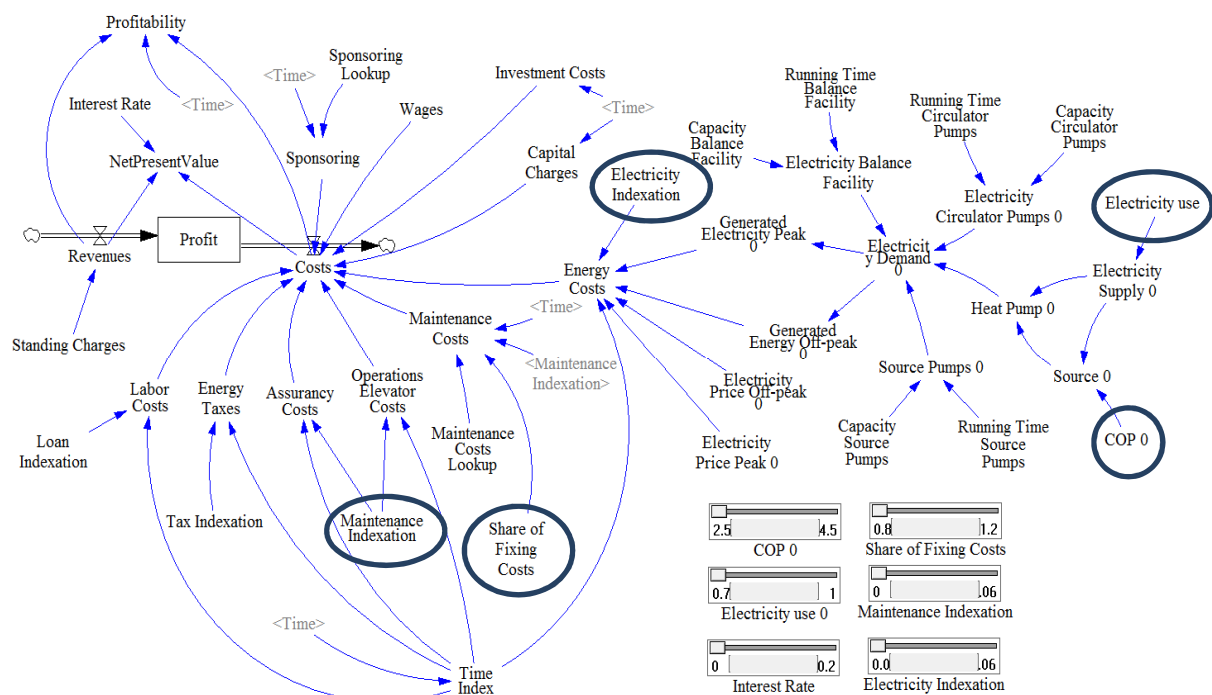 Profitability
Sponsoring
Lookup
<Time>
Investment Costs
Running Time
Balance
Facility
Interest Rate
<Time>
Wages
<Time>
Running Time
Circulator
Pumps
Capacity
Circulator
Pumps
Capacity
Balance
Facility
NetPresentValue
Sponsoring
Capital
Charges
Electricity
Indexation
Electricity Balance
Facility
Electricity
Circulator Pumps 0
Electricity use
Generated
Electricity Peak
0
Profit
Revenues
Costs
Energy
Costs
Electricit
y Demand
0
Electricity
Supply 0
Heat Pump 0
<Time>
Maintenance
Costs
Generated
Energy Off-peak
0
Standing Charges
<Maintenance
Indexation>
Source Pumps 0
Source 0
Labor
Costs
Energy
Taxes
Assurancy
Costs
Operations
Elevator
Costs
Electricity
Price Off-peak
0
Loan
Indexation
Maintenance
Costs
Lookup
Electricity
Price Peak 0
Capacity
Source
Pumps
Running Time
Source
Pumps
COP 0
Tax Indexation
Maintenance
Indexation
Share of
Fixing
Costs
2.5 4.5
COP 0
0.8 1.2
Share of Fixing Costs
0.7 1
Electricity use 0
0 .06
Maintenance Indexation
<Time>
Time
Index
0 0.2
Interest Rate
0.0 .06
Electricity Indexation